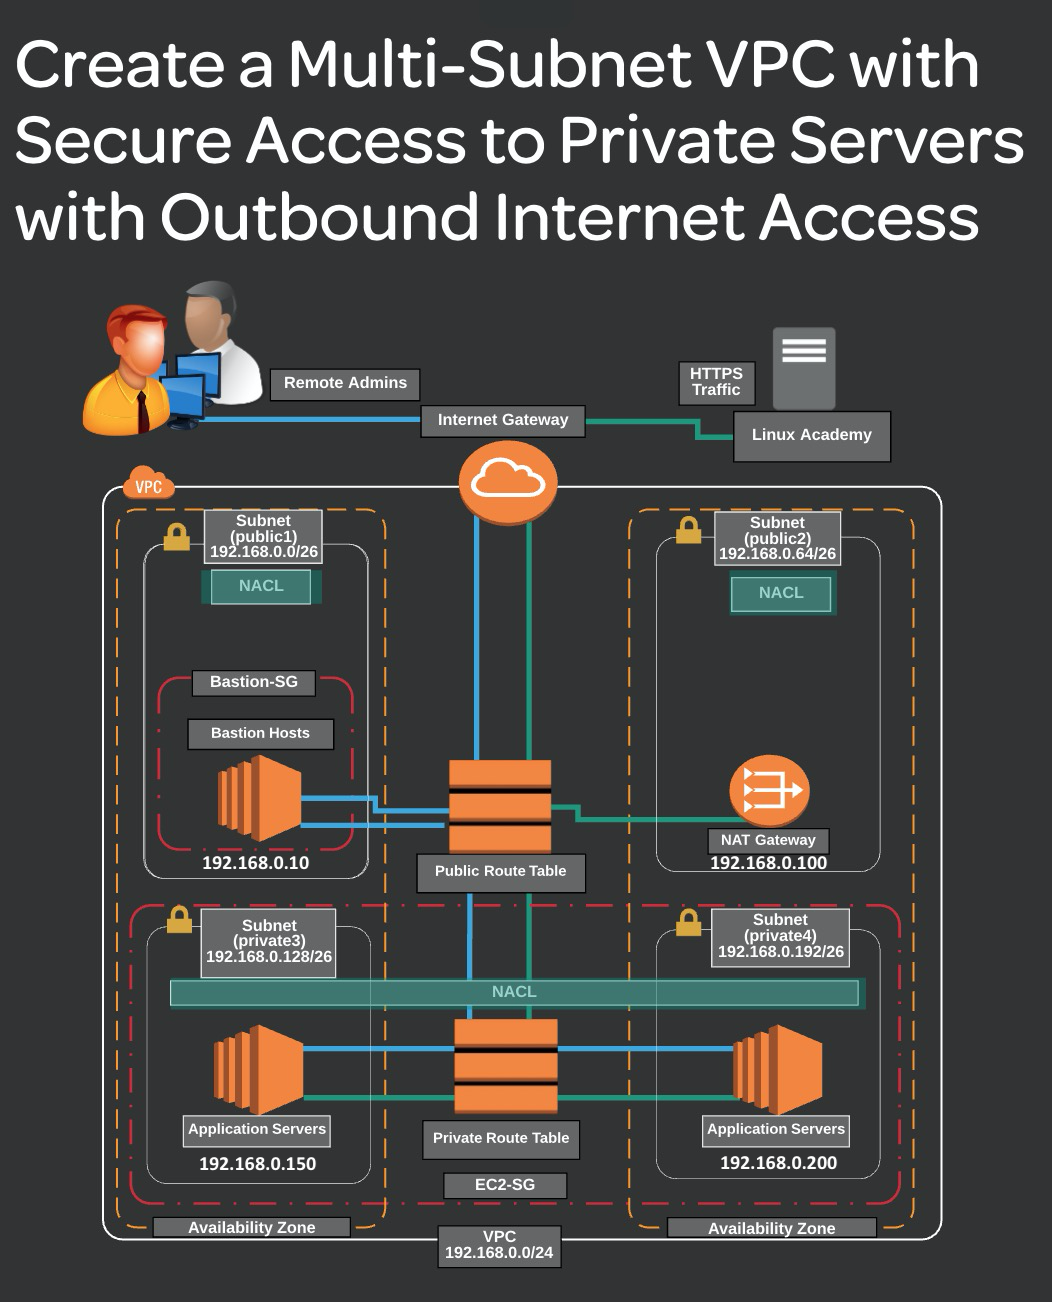 Create a Multi-Subnet VPC with
Secure Access to Private Servers
with Outbound Internet Access
Remote Admins
HTTPS
Traffic
Internet Gateway
Linux Academy
VPC
Subnet
(public1)
192.168.0.0/26
NACL
Subnet
(public2)
192.168.0.64/26
NACL
Bastion-SG
Bastion Hosts
192.168.0.10
Public Route Table
NAT Gateway
192.168.0.100
Subnet
(private3)
192.168.0.128/26
Subnet
(private4)
192.168.0.192/26
NACL
Application Servers
192.168.0.150
Private Route Table
Application Servers
192.168.0.200
EC2-SG
Availability Zone
Availability Zone
VPC
192.168.0.0/24